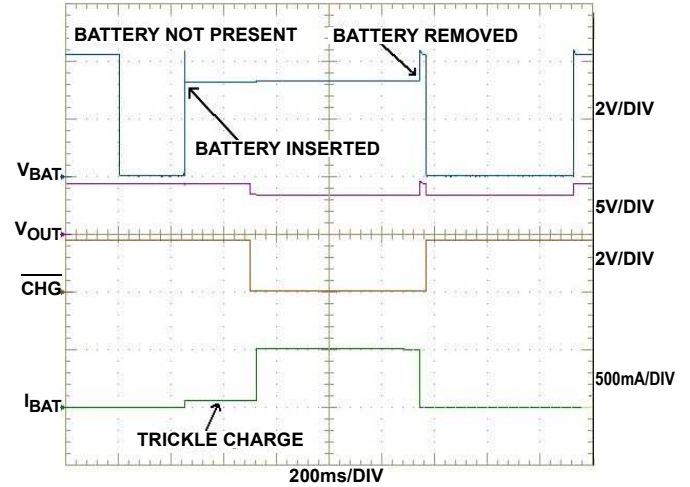 BATTERY NOT PRESENT
BATTERY REMOVED
2V/DIV
BATTERY INSERTED
VBAT
5V/DIV
VOUT
2V/DIV
CHG
500mA/DIV
IBAT
TRICKLE CHARGE
200ms/DIV